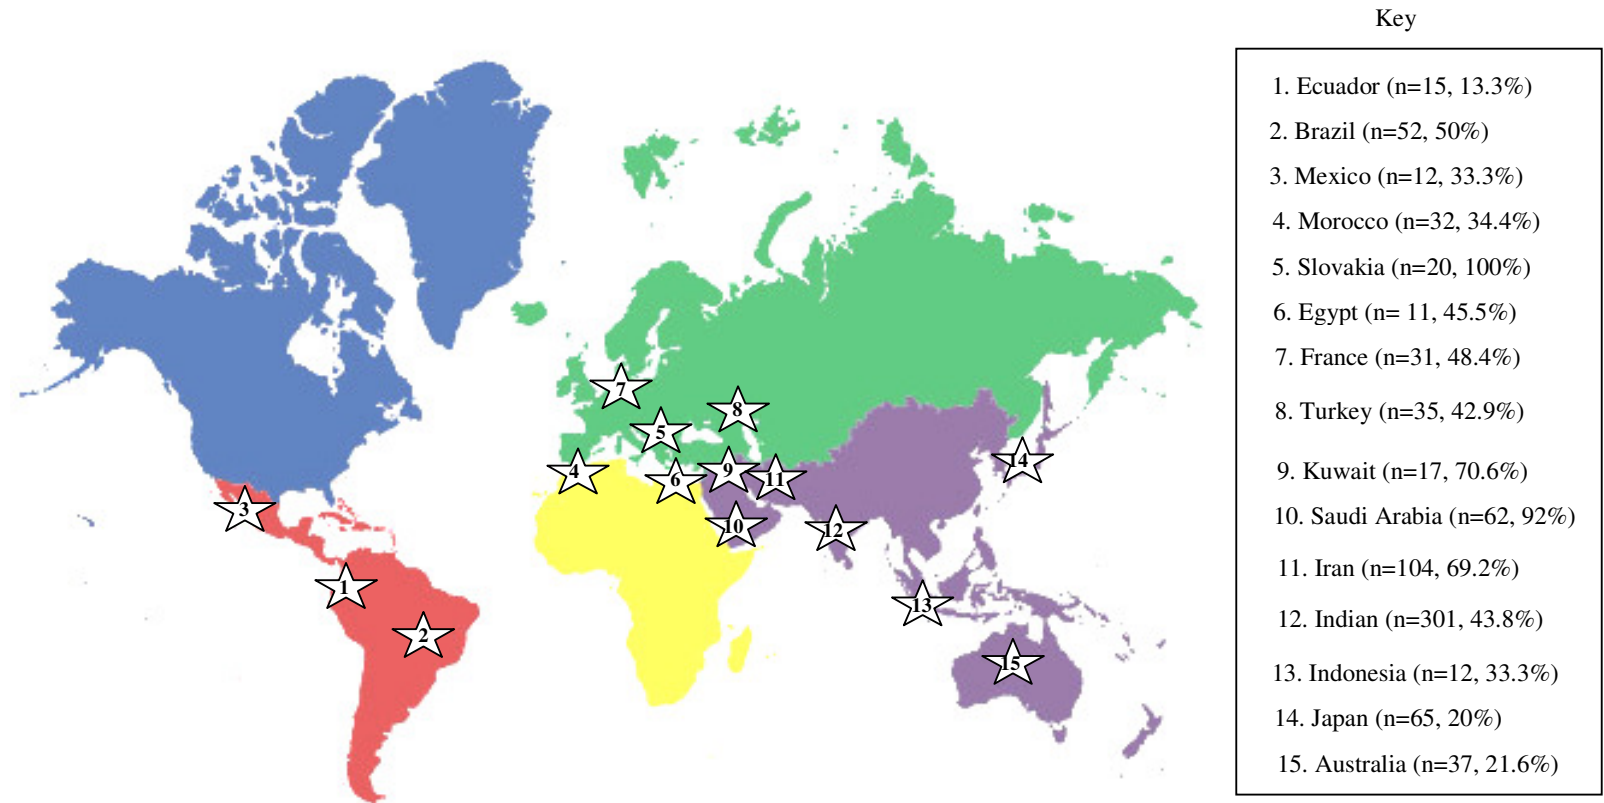 Key
1. Ecuador (n=15, 13.3%)
2. Brazil (n=52, 50%)
3. Mexico (n=12, 33.3%)
4. Morocco (n=32, 34.4%)
5. Slovakia (n=20, 100%)
6. Egypt (n= 11, 45.5%)
7. France (n=31, 48.4%)
8. Turkey (n=35, 42.9%)
9. Kuwait (n=17, 70.6%)
10. Saudi Arabia (n=62, 92%)
11. Iran (n=104, 69.2%)
12. Indian (n=301, 43.8%)
13. Indonesia (n=12, 33.3%)
14. Japan (n=65, 20%)
15. Australia (n=37, 21.6%)
7
8
5
14
4
6
9
11
3
10
12
1
13
2
15